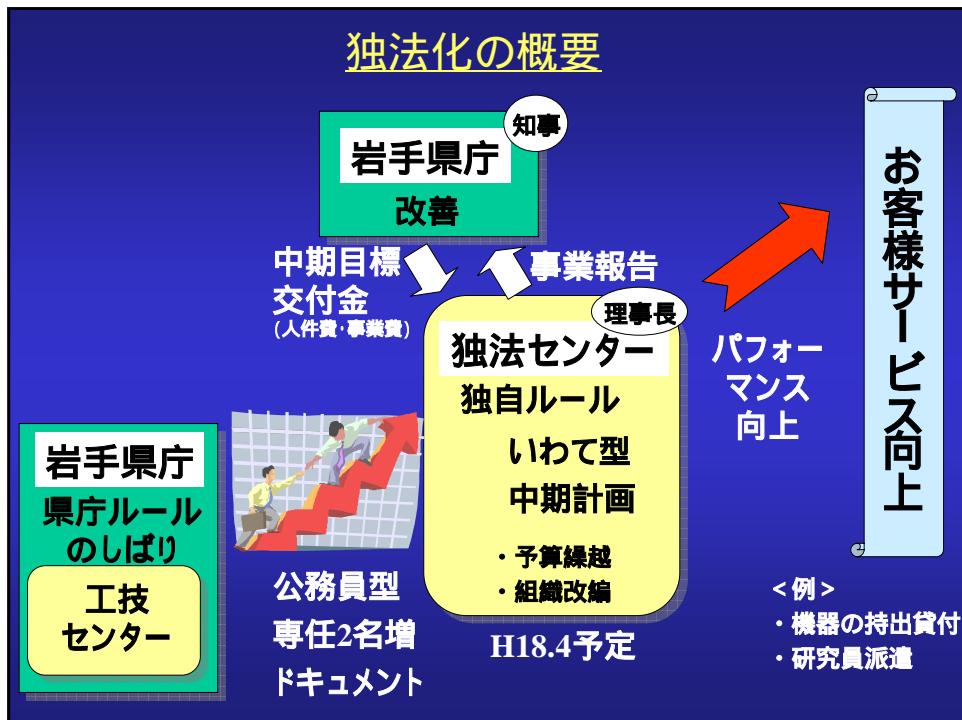 独法化の概要
知事
岩手県庁
改善
中期目標
交付金
(人件費・事業費)
事業報告
理事長
独法センター
独自ルール
いわて型
中期計画
・予算繰越
・組織改編
H18.4予定
岩手県庁
県庁ルール
のしばり
工技
センター
公務員型
専任2名増
ドキュメント
パフォー
マンス
向上
お客様サービス向上
<例>
・機器の持出貸付
・研究員派遣